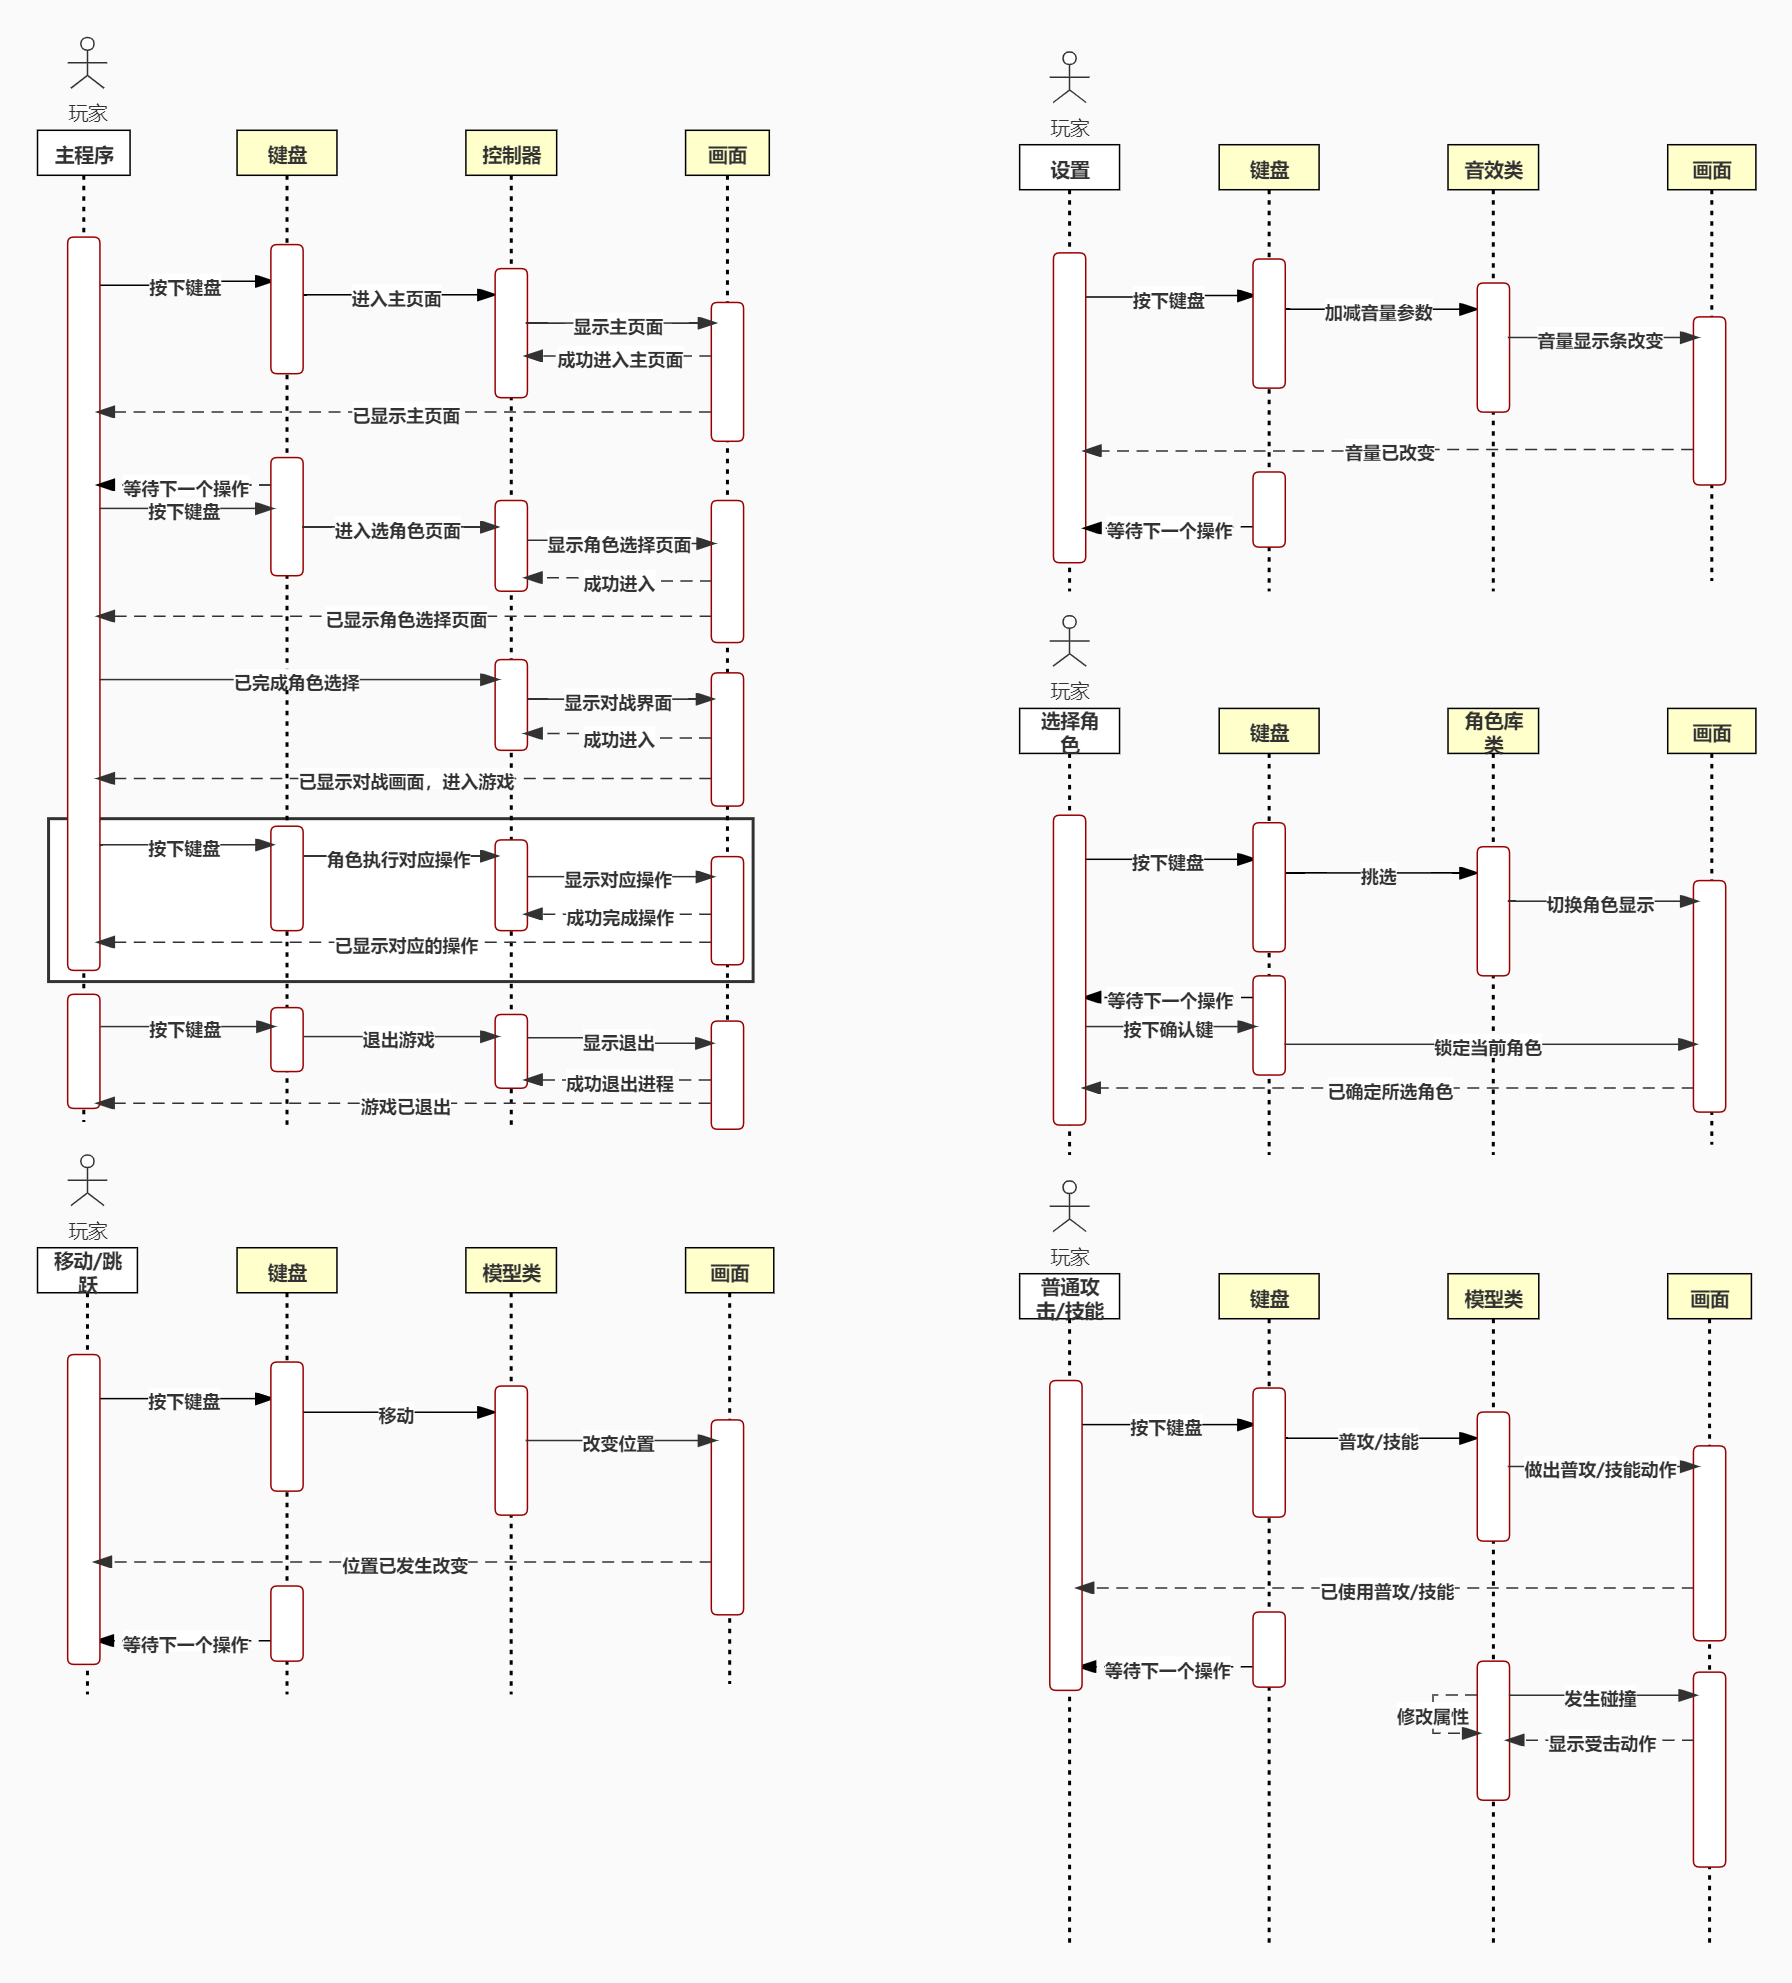 玩家
主程序
键盘
控制器
画面
按下键盘
进入主页面
显示主页面
成功进入主页面
已显示主页面
等待下一个操作
按下键盘
进入选角色页面
显示角色选择页面
成功进入
已显示角色选择页面
已完成角色选择
显示对战界面
成功进入
已显示对战画面，进入游戏
按下键盘
角色执行对应操作
显示对应操作
成功完成操作
已显示对应的操作
按下键盘
退出游戏
显示退出
成功退出进程
游戏已退出
玩家
设置
键盘
音效类
画面
按下键盘
加减音量参数
音量显示条改变
音量已改变
等待下一个操作
玩家
选择角
色
键盘
角色库
类
画面
按下键盘
挑选
切换角色显示
等待下一个操作
按下确认键
锁定当前角色
已确定所选角色
玩家
移动/跳
跃
键盘
模型类
画面
按下键盘
移动
改变位置
位置已发生改变
等待下一个操作
玩家
普通攻
击/技能
键盘
模型类
画面
按下键盘
普攻/技能
做出普攻/技能动作
已使用普攻/技能
等待下一个操作
发生碰撞
修改属性
显示受击动作